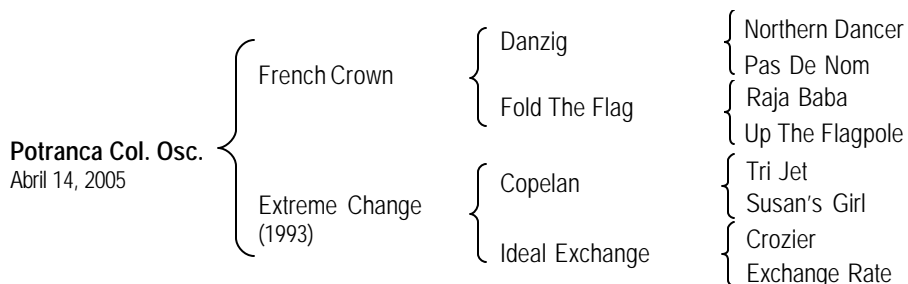 Northern Dancer
Danzig
Pas De Nom
French Crown
Raja Baba
Fold The Flag
Up The Flagpole
Potranca Col. Osc.
Abril 14, 2005
Tri Jet
Copelan
Susan's Girl
Extreme Change
(1993)
Crozier
Ideal Exchange
Exchange Rate